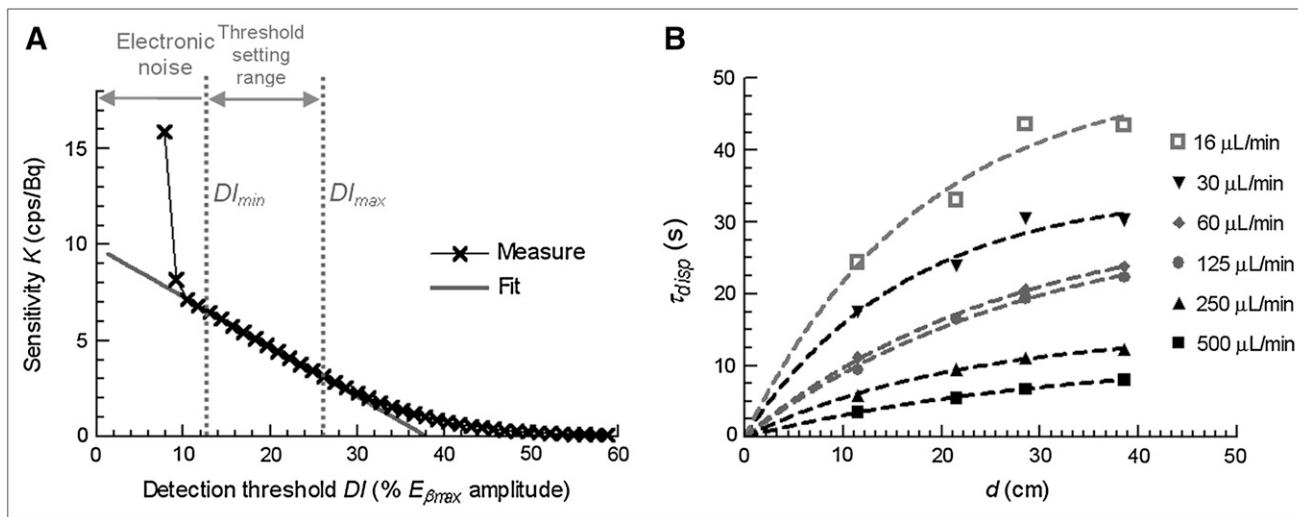 A
Electronic
noise
Threshold
setting
range
Sensitivity K (cps/Bq)
15
10
5
0
DI_min
DI_max
Measure
Fit
0 10 20 30 40 50 60
Detection threshold DI (% E_βmax amplitude)
B
50
40
30
20
10
0
τ_disp (s)
16 µL/min
30 µL/min
60 µL/min
125 µL/min
250 µL/min
500 µL/min
0 10 20 30 40 50
d (cm)